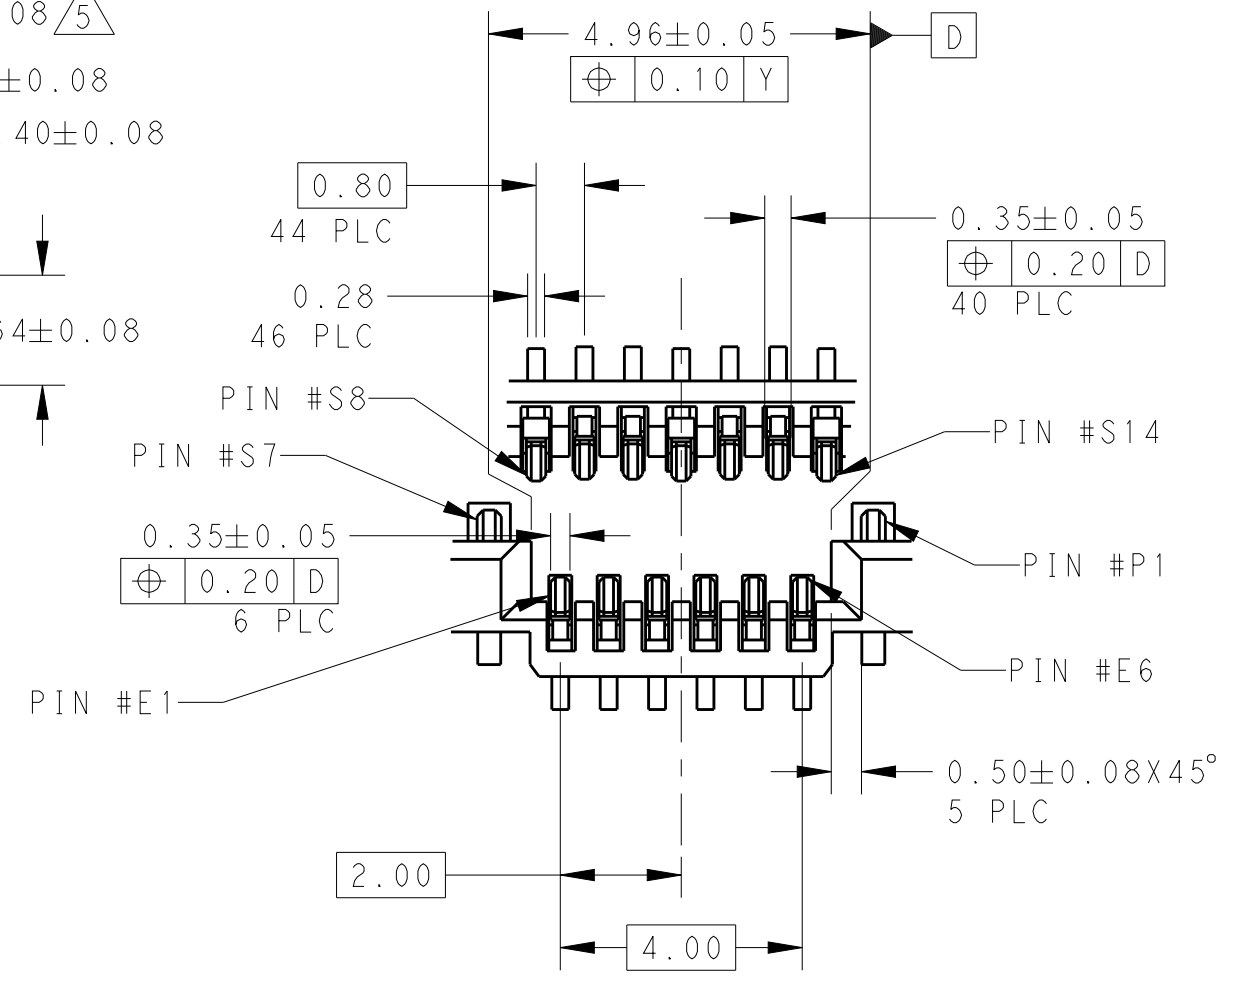 08 5
±0.08
40±0.08
64±0.08
4.96±0.05
⌖ 0.10 Y
D
0.80
44 PLC
0.35±0.05
⌖ 0.20 D
40 PLC
0.28
46 PLC
PIN #S8
PIN #S7
PIN #S14
0.35±0.05
⌖ 0.20 D
6 PLC
PIN #P1
PIN #E1
PIN #E6
0.50±0.08X45°
5 PLC
2.00
4.00